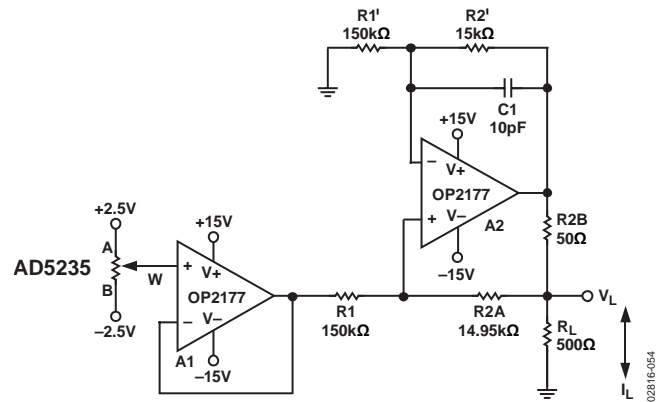 R1' R2'
150kΩ 15kΩ
C1
10pF
+15V
− V+
OP2177
+ V−
A2
−15V
R2B
50Ω
+2.5V
A
AD5235
B
W
−2.5V
+15V
+ V+
OP2177
− V−
A1
−15V
R1
150kΩ
R2A
14.95kΩ
VL
RL
500Ω
IL
02816-054